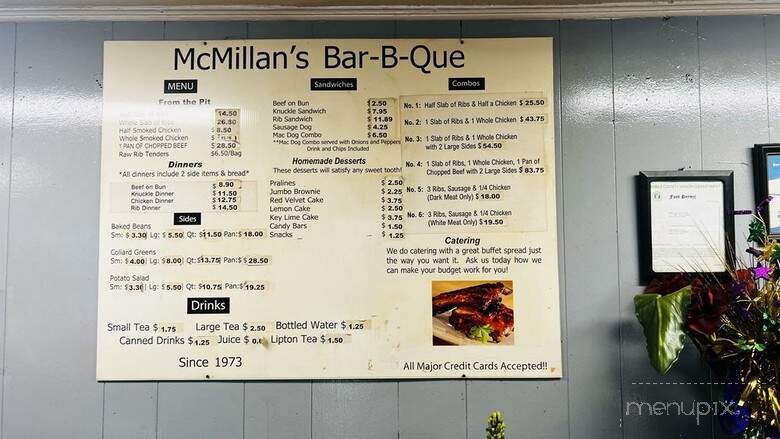 McMillan's Bar-B-Que
MENU
From the Pit
14.50
Whole Slab of Ribs 26.80
Half Smoked Chicken $ 8.50
Whole Smoked Chicken
1 PAN OF CHOPPED BEEF $ 28.50
Raw Rib Tenders $6.50/Bag
Dinners
*All dinners include 2 side items & bread*
Beef on Bun $ 8.90
Knuckle Dinner $ 11.50
Chicken Dinner $ 12.75
Rib Dinner $ 14.50
Sides
Baked Beans
Sm: $ 3.30 Lg: $ 5.50 Qt: $11.50 Pan: $ 18.00
Collard Greens
Sm: $ 4.00 Lg: $8.00 Qt: $13.75 Pan: $ 28.50
Potato Salad
Sm: $3.30 Lg: $ 5.50 Qt: $10.75 Pan: $19.25
Drinks
Small Tea $ 1.75 Large Tea $ 2.50 Bottled Water $ 1.25
Canned Drinks $1.25 Juice $ Lipton Tea $ 1.50
Since 1973
Sandwiches
Beef on Bun $ 2.50
Knuckle Sandwich $ 7.95
Rib Sandwich $ 11.89
Sausage Dog $ 4.25
Mac Dog Combo $ 6.50
**Mac Dog Combo served with Onions and Peppers
Drink and Chips Included
Homemade Desserts
These desserts will satisfy any sweet tooth!
Pralines $ 2.50
Jumbo Brownie $ 2.25
Red Velvet Cake $ 3.75
Lemon Cake $ 2.50
Key Lime Cake $ 3.75
Candy Bars $ 1.50
Snacks $ 1.25
Combos
No. 1: Half Slab of Ribs & Half a Chicken $ 25.50
No. 2: 1 Slab of Ribs & 1 Whole Chicken $ 43.75
No. 3: 1 Slab of Ribs & 1 Whole Chicken
with 2 Large Sides $ 54.50
No. 4: 1 Slab of Ribs, 1 Whole Chicken, 1 Pan of
Chopped Beef with 2 Large Sides $ 83.75
No. 5: 3 Ribs, Sausage & 1/4 Chicken
(Dark Meat Only) $ 18.00
No. 6: 3 Ribs, Sausage & 1/4 Chicken
(White Meat Only) $ 19.50
Catering
We do catering with a great buffet spread just
the way you want it. Ask us today how we
can make your budget work for you!
All Major Credit Cards Accepted!!
Food Permit
menupix